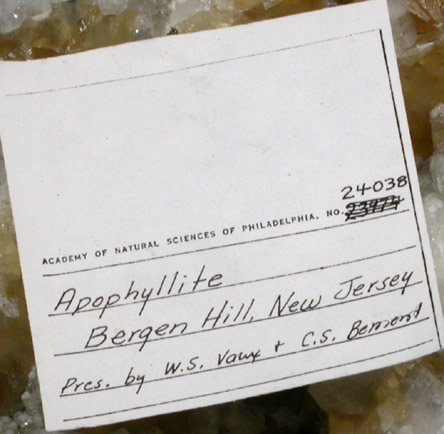 24038
ACADEMY OF NATURAL SCIENCES OF PHILADELPHIA. NO. 23974
Apophyllite
Bergen Hill, New Jersey
Pres. by W.S. Vaux + C.S. Bement